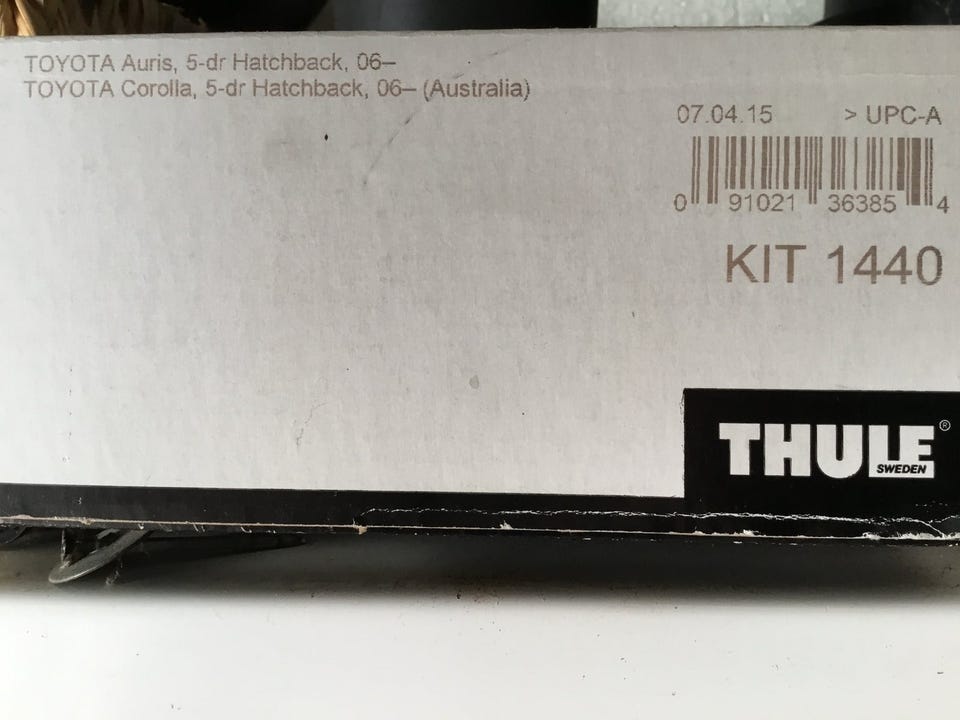 TOYOTA Auris, 5-dr Hatchback, 06–
TOYOTA Corolla, 5-dr Hatchback, 06– (Australia)
07.04.15 > UPC-A
0 91021 36385 4
KIT 1440
THULE®
SWEDEN